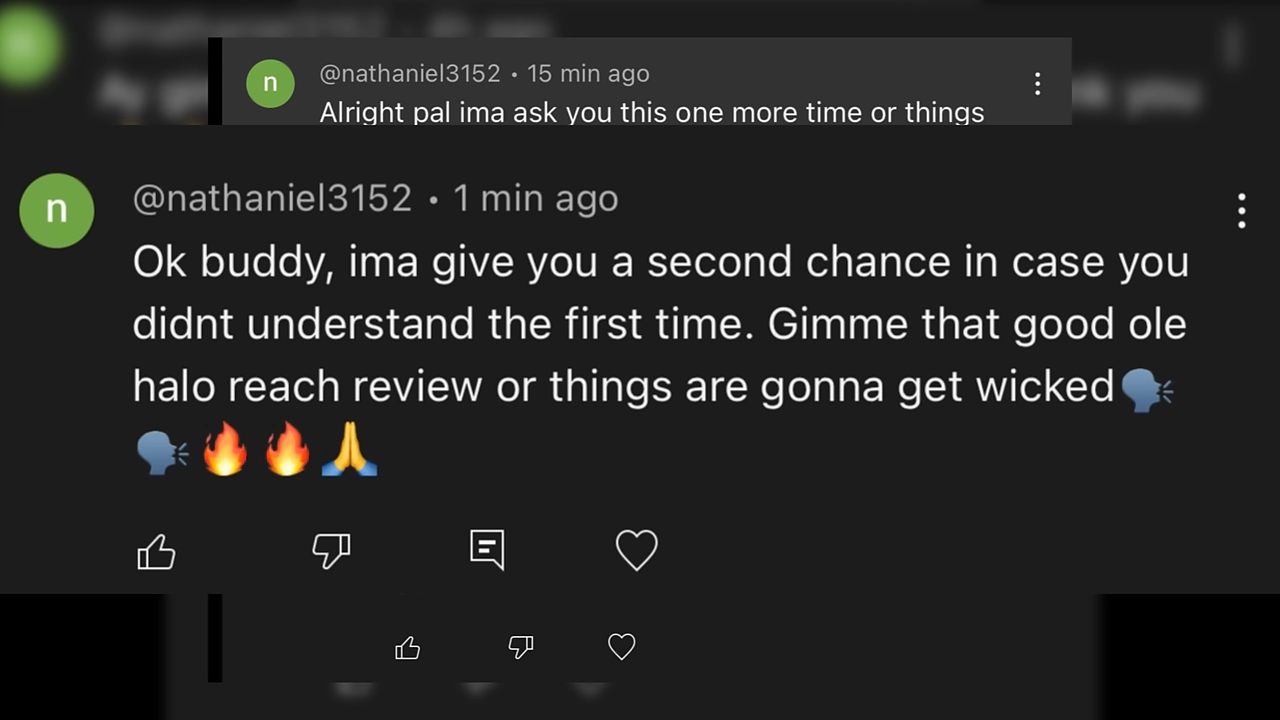 @nathaniel3152 • 15 min ago
Alright pal ima ask you this one more time or things
n
@nathaniel3152 • 1 min ago
Ok buddy, ima give you a second chance in case you
didnt understand the first time. Gimme that good ole
halo reach review or things are gonna get wicked🗣️
🗣️🔥🔥🙏
n